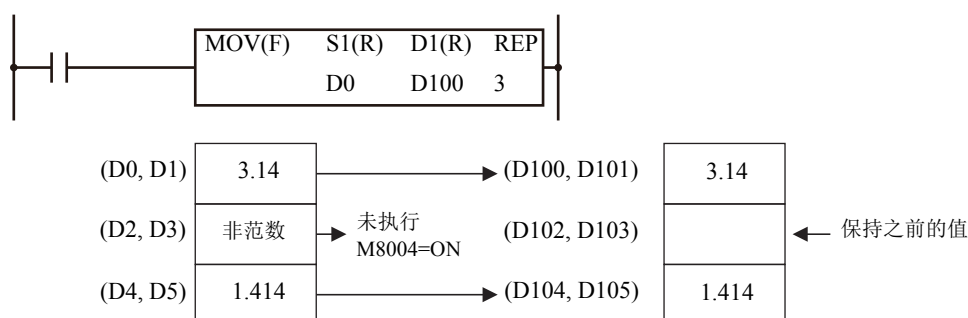 MOV(F) S1(R) D1(R) REP
D0 D100 3
(D0, D1) 3.14 (D100, D101) 3.14
(D2, D3) 非范数 未执行 M8004=ON (D102, D103) 保持之前的值
(D4, D5) 1.414 (D104, D105) 1.414